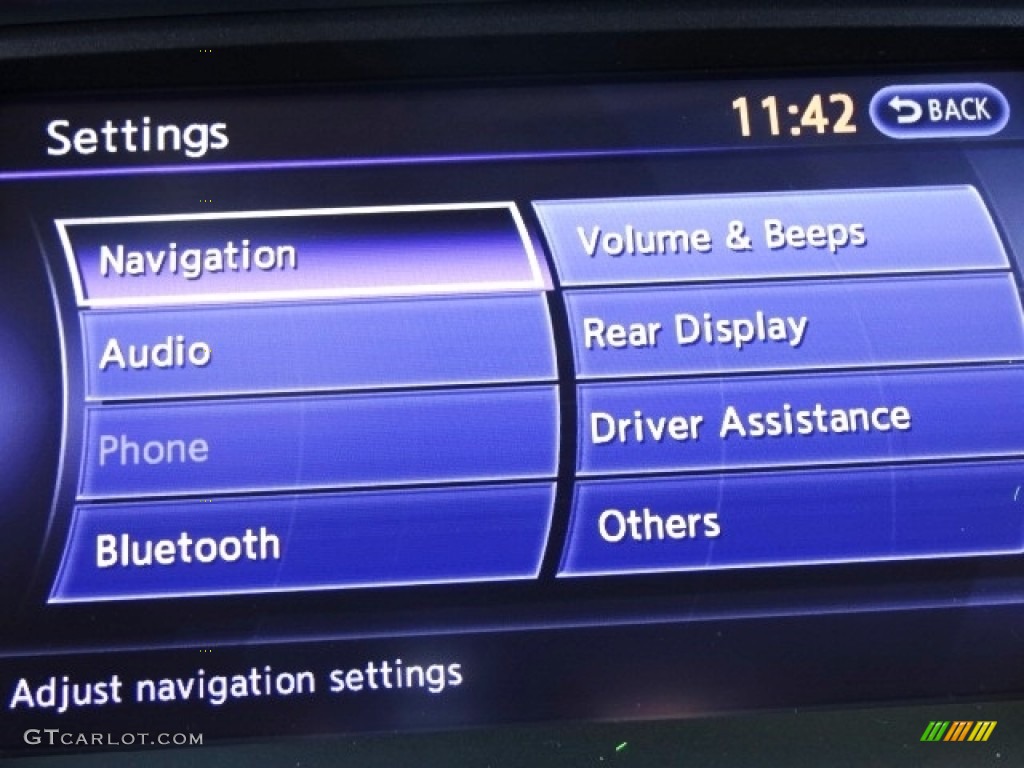 Settings
11:42
BACK
Navigation
Volume & Beeps
Audio
Rear Display
Phone
Driver Assistance
Bluetooth
Others
Adjust navigation settings
GTCARLOT.COM